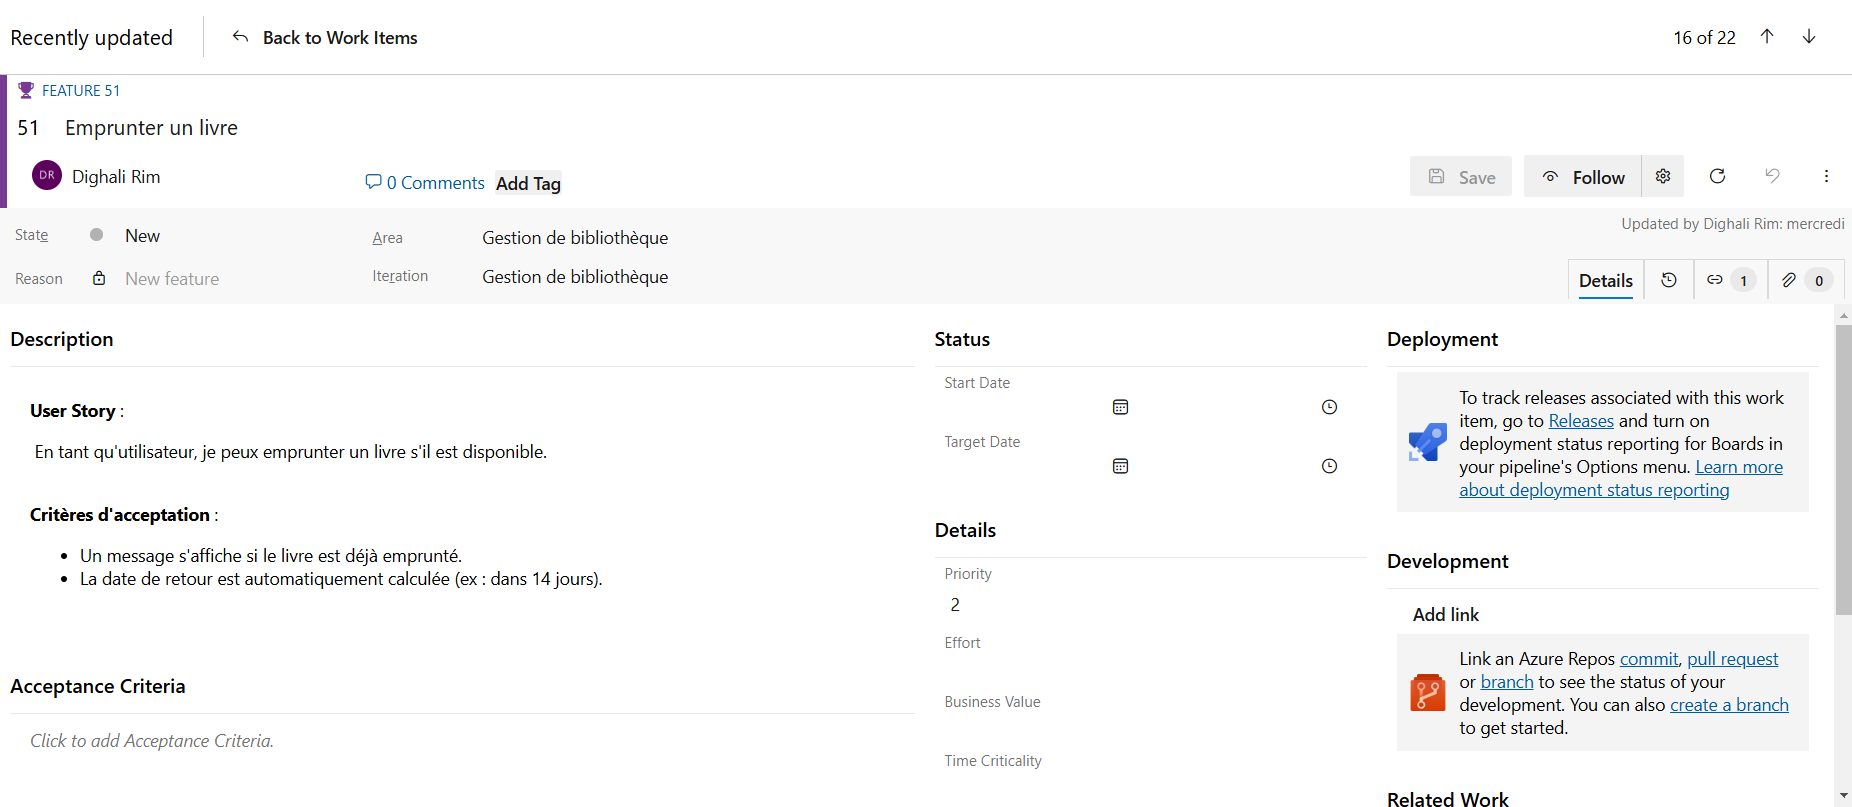 Recently updated
Back to Work Items
16 of 22
FEATURE 51
51 Emprunter un livre
DR Dighali Rim
0 Comments Add Tag
Save Follow
State New
Area Gestion de bibliothèque
Updated by Dighali Rim: mercredi
Reason New feature
Iteration Gestion de bibliothèque
Details 1 0
Description
User Story :
En tant qu'utilisateur, je peux emprunter un livre s'il est disponible.
Critères d'acceptation :
• Un message s'affiche si le livre est déjà emprunté.
• La date de retour est automatiquement calculée (ex : dans 14 jours).
Acceptance Criteria
Click to add Acceptance Criteria.
Status
Start Date
Target Date
Details
Priority
2
Effort
Business Value
Time Criticality
Deployment
To track releases associated with this work
item, go to Releases and turn on
deployment status reporting for Boards in
your pipeline's Options menu. Learn more
about deployment status reporting
Development
Add link
Link an Azure Repos commit, pull request
or branch to see the status of your
development. You can also create a branch
to get started.
Related Work